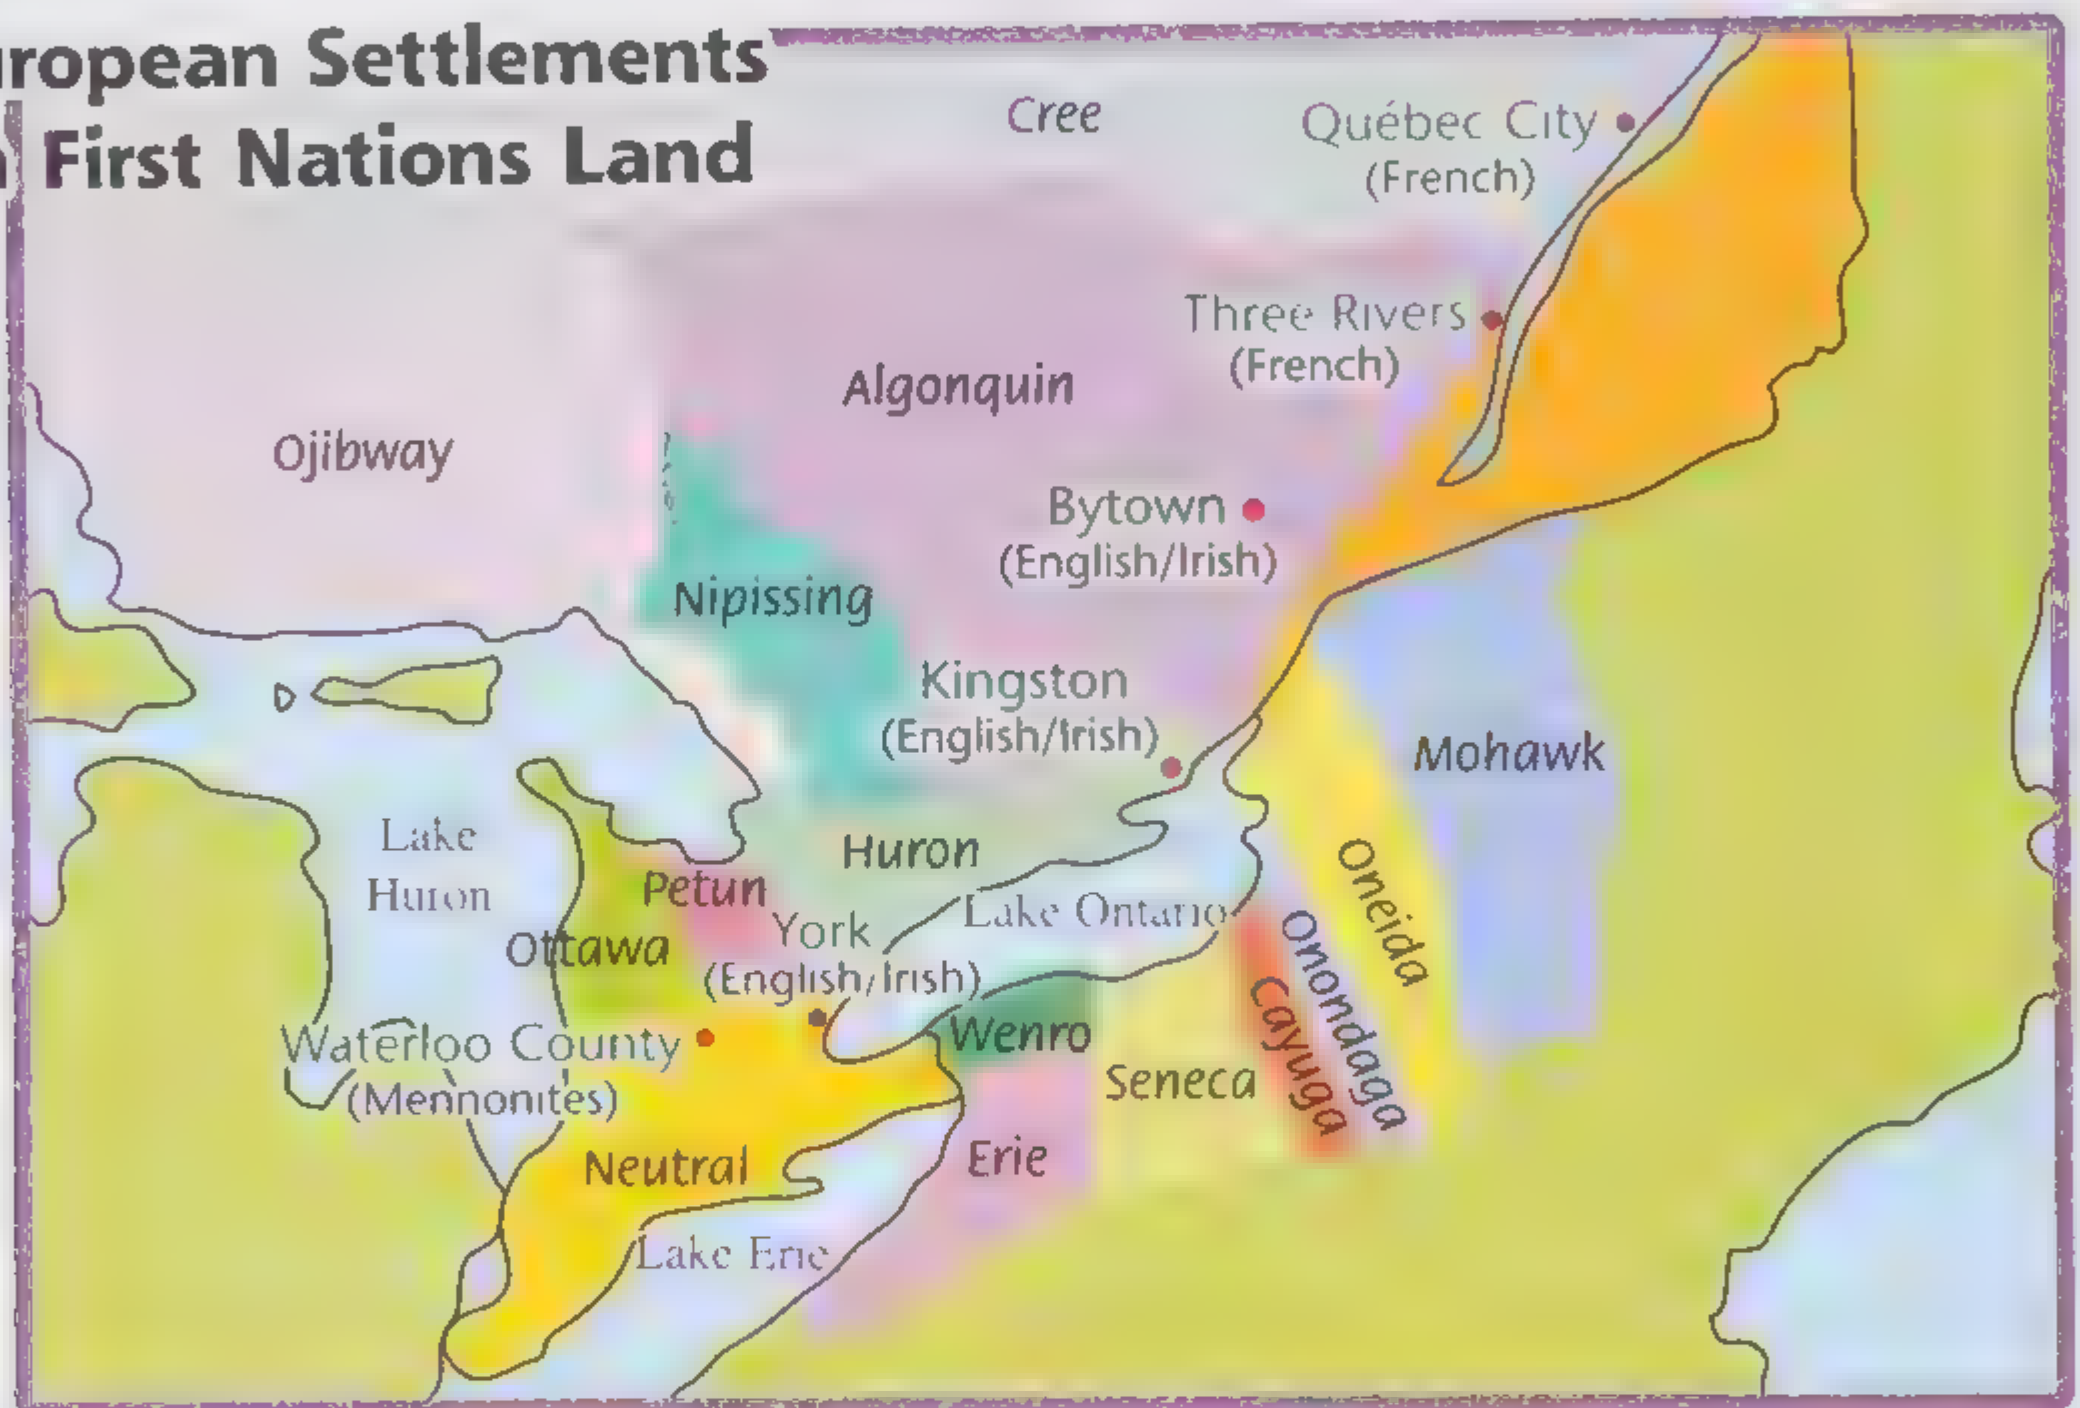 uropean Settlements
First Nations Land
Cree
Québec City
(French)
Three Rivers
(French)
Algonquin
Ojibway
Bytown
(English/Irish)
Nipissing
Kingston
(English/Irish)
Mohawk
Lake
Huron
Huron
Petun
Lake Ontario
Oneida
York
(English/Irish)
Ottawa
Onondaga
Cayuga
Waterloo County
(Mennonites)
Wenro
Seneca
Neutral
Erie
Lake Erie